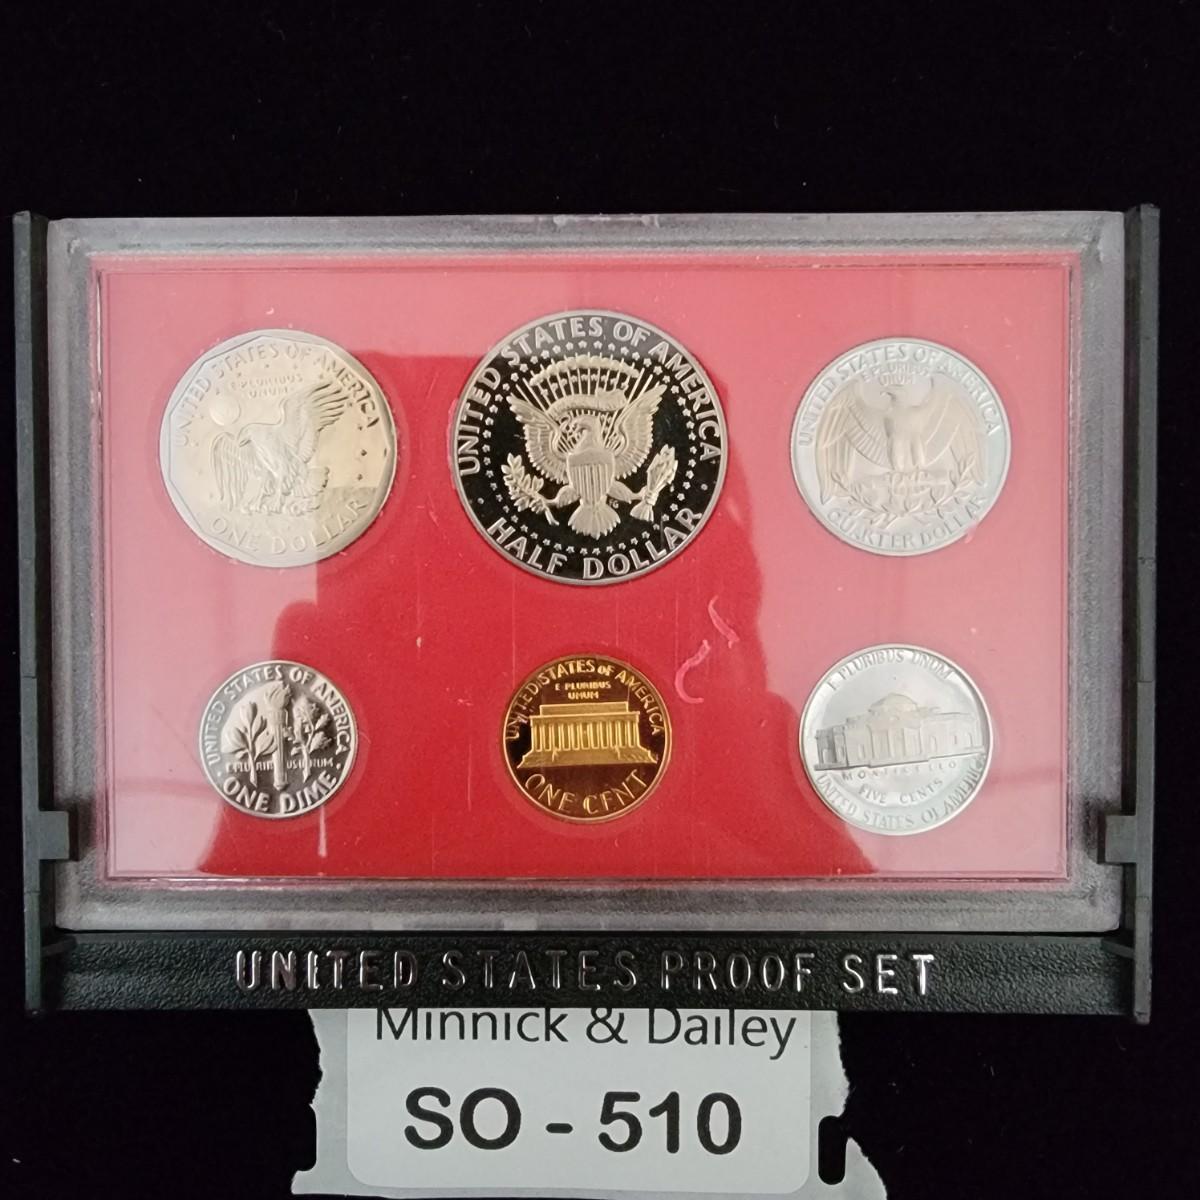 UNITED STATES OF AMERICA
E PLURIBUS
UNUM
ONE DOLLAR
UNITED STATES OF AMERICA
HALF DOLLAR
UNITED STATES OF AMERICA
E PLURIBUS
UNUM
QUARTER DOLLAR
UNITED STATES OF AMERICA
E PLURIBUS UNUM
ONE DIME
UNITED STATES OF AMERICA
E PLURIBUS
UNUM
ONE CENT
E PLURIBUS UNUM
MONTICELLO
FIVE CENTS
UNITED STATES OF AMERICA
UNITED STATES PROOF SET
Minnick & Dailey
SO - 510